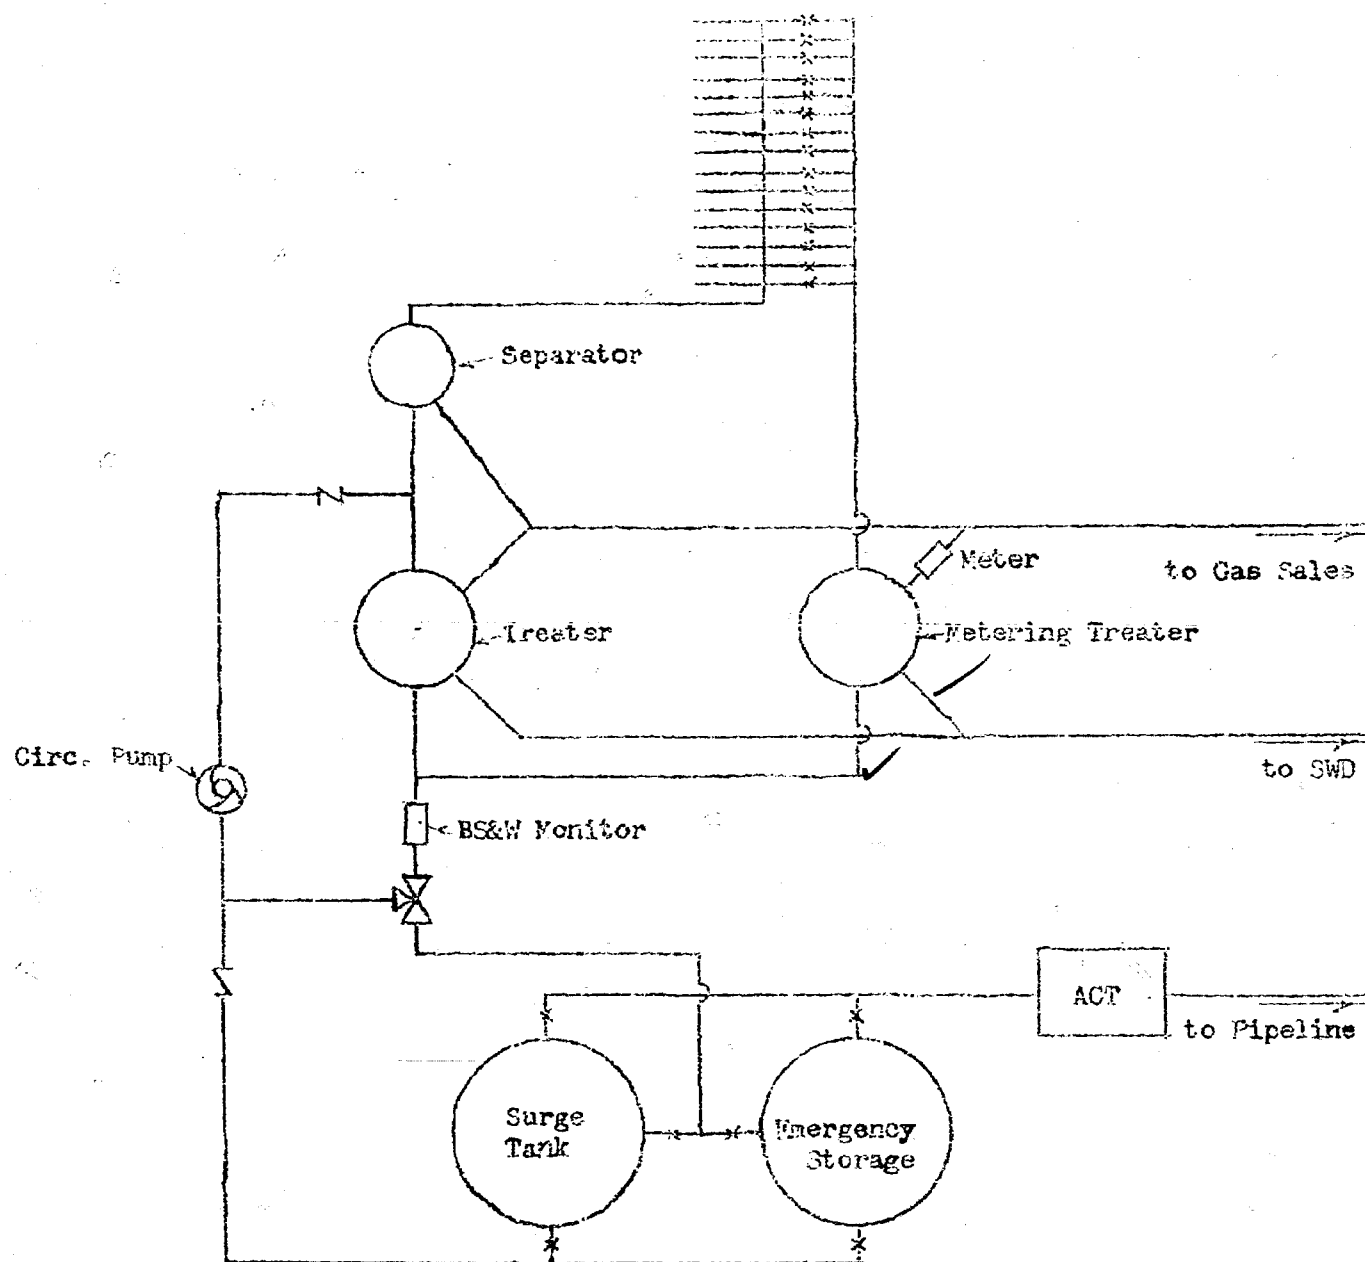 Separator
Meter
to Gas Sales
Treater
Metering Treater
Circ. Pump
to SWD
BS&W Monitor
ACT
to Pipeline
Surge
Tank
Emergency
Storage